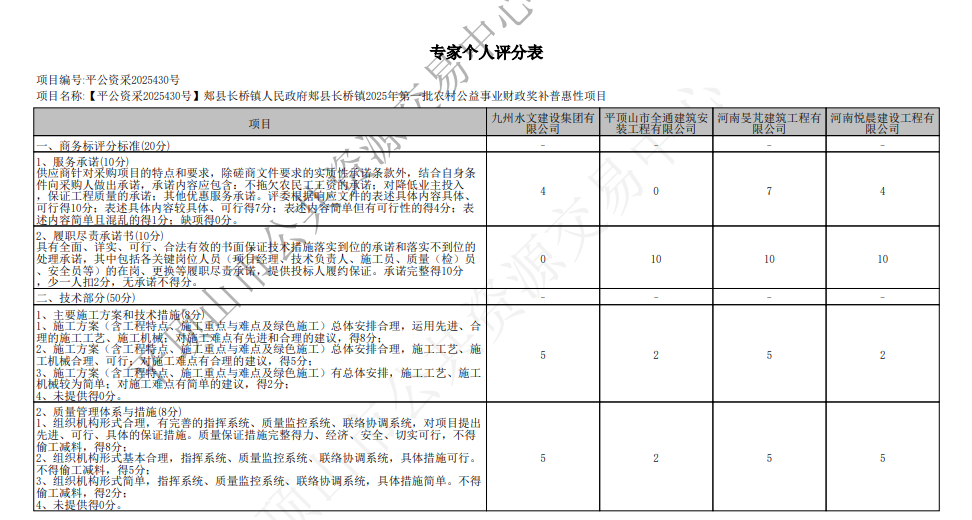 专家个人评分表
项目编号:平公资采2025430号
项目名称:【平公资采2025430号】郏县长桥镇人民政府郏县长桥镇2025年第一批农村公益事业财政奖补普惠性项目
项目 九州水文建设集团有限公司 平顶山市全通建筑安装工程有限公司 河南旻芃建筑工程有限公司 河南悦晨建设工程有限公司
一、商务标评分标准(20分) - - - -
1、服务承诺(10分)
供应商针对采购项目的特点和要求，除磋商文件要求的实质性承诺条款外，结合自身条
件向采购人做出承诺，承诺内容应包含：不拖欠农民工工资的承诺；对降低业主投入
，保证工程质量的承诺；其他优惠服务承诺。评委根据响应文件的表述具体内容具体、
可行得10分；表述具体内容较具体、可行得7分；表述内容简单但有可行性的得4分；表
述内容简单且混乱的得1分；缺项得0分。
4 0 7 4
2、履职尽责承诺书(10分)
具有全面、详实、可行、合法有效的书面保证技术措施落实到位的承诺和落实不到位的
处理承诺，其中包括各关键岗位人员（项目经理、技术负责人、施工员、质量（检）员
、安全员等）的在岗、更换等履职尽责承诺，提供投标人履约保证。承诺完整得10分
，少一人扣2分，无承诺不得分。
0 10 10 10
二、技术部分(50分) - - - -
1、主要施工方案和技术措施(8分)
1、施工方案（含工程特点、施工重点与难点及绿色施工）总体安排合理，运用先进、合
理的施工工艺、施工机械；对施工难点有先进和合理的建议，得8分；
2、施工方案（含工程特点、施工重点与难点及绿色施工）总体安排合理，施工工艺、施
工机械合理、可行；对施工难点有合理的建议，得5分；
3、施工方案（含工程特点、施工重点与难点及绿色施工）有总体安排，施工工艺、施工
机械较为简单；对施工难点有简单的建议，得2分；
4、未提供得0分。
5 2 5 2
2、质量管理体系与措施(8分)
1、组织机构形式合理，有完善的指挥系统、质量监控系统、联络协调系统，对项目提出
先进、可行、具体的保证措施。质量保证措施完整得力、经济、安全、切实可行，不得
偷工减料，得8分；
2、组织机构形式基本合理，指挥系统、质量监控系统、联络协调系统，具体措施可行。
不得偷工减料，得5分；
3、组织机构形式简单，指挥系统、质量监控系统、联络协调系统，具体措施简单。不得
偷工减料，得2分；
4、未提供得0分。
5 2 5 5